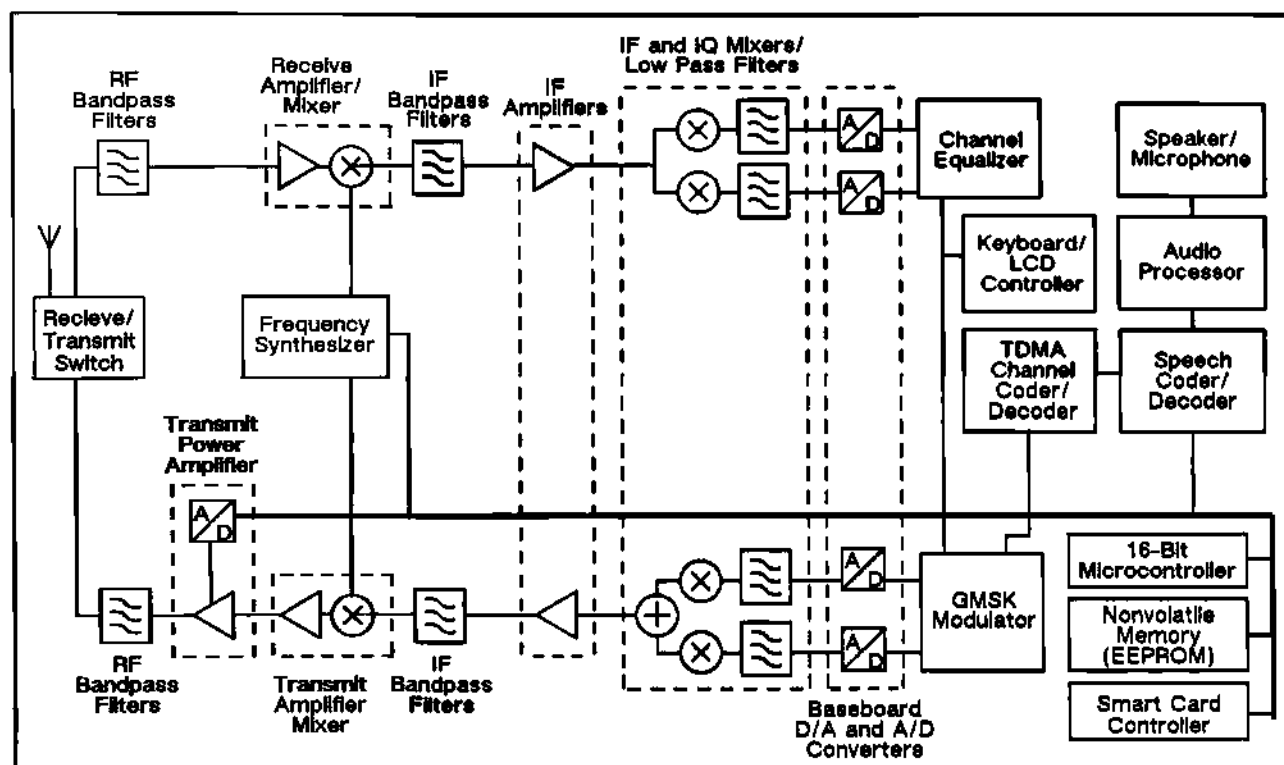 RF
Bandpass
Filters
Receive
Amplifier/
Mixer
IF
Bandpass
Filters
IF
Amplifiers
IF and IQ Mixers/
Low Pass Filters
A/D
A/D
Channel
Equalizer
Speaker/
Microphone
Keyboard/
LCD
Controller
Audio
Processor
Recieve/
Transmit
Switch
Frequency
Synthesizer
TDMA
Channel
Coder/
Decoder
Speech
Coder/
Decoder
Transmit
Power
Amplifier
A/D
A/D
A/D
GMSK
Modulator
16-Bit
Microcontroller
Nonvolatile
Memory
(EEPROM)
Smart Card
Controller
RF
Bandpass
Filters
Transmit
Amplifier
Mixer
IF
Bandpass
Filters
Baseboard
D/A and A/D
Converters